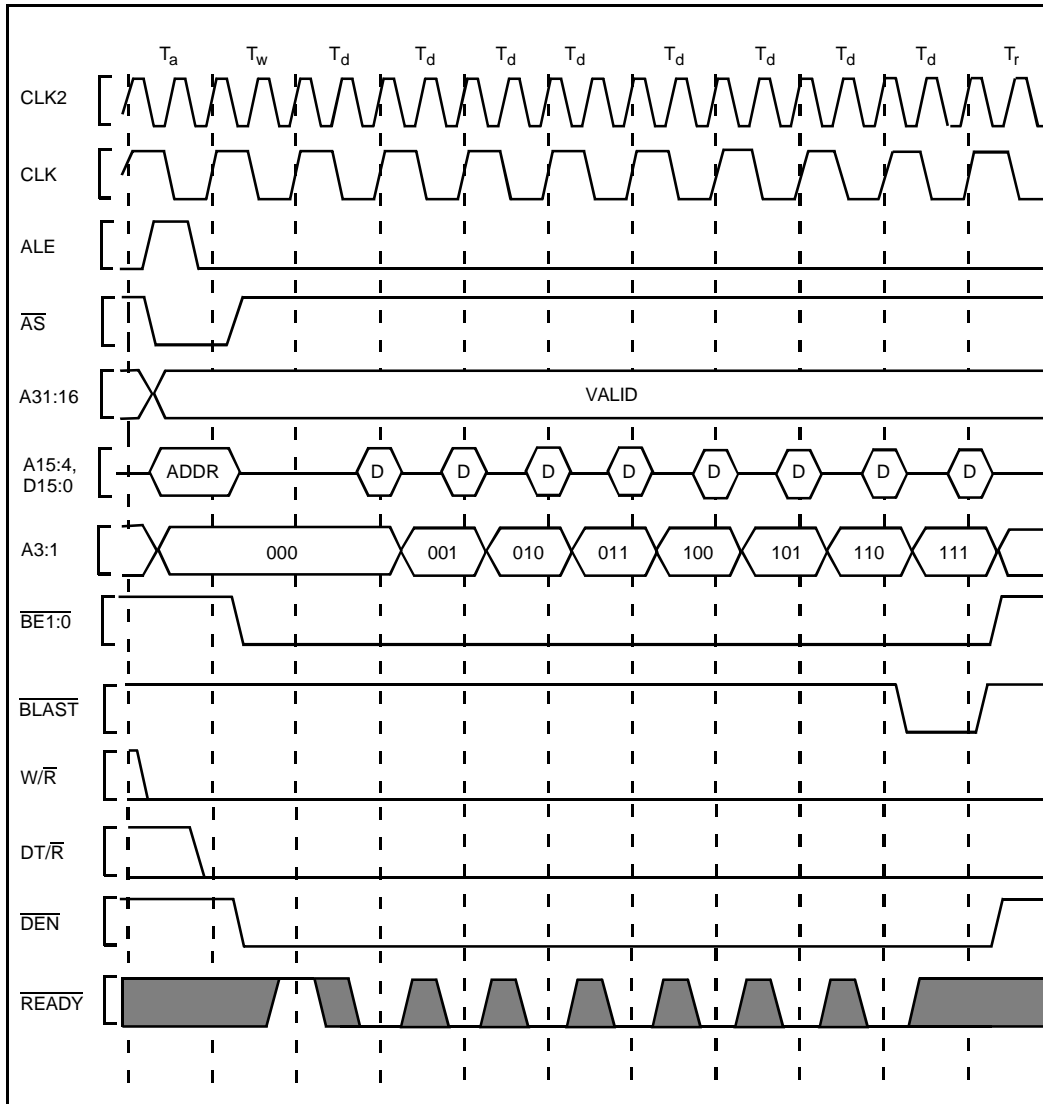 Ta Tw Td Td Td Td Td Td Td Td Tr
CLK2
CLK
ALE
AS
A31:16 VALID
A15:4,
D15:0 ADDR D D D D D D D D
A3:1 000 001 010 011 100 101 110 111
BE1:0
BLAST
W/R
DT/R
DEN
READY